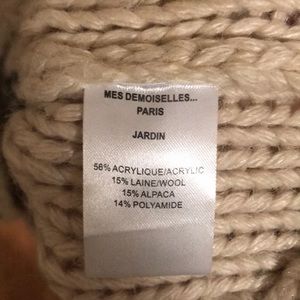 MES DEMOISELLES...
PARIS
JARDIN
56% ACRYLIQUE/ACRYLIC
15% LAINE/WOOL
15% ALPACA
14% POLYAMIDE